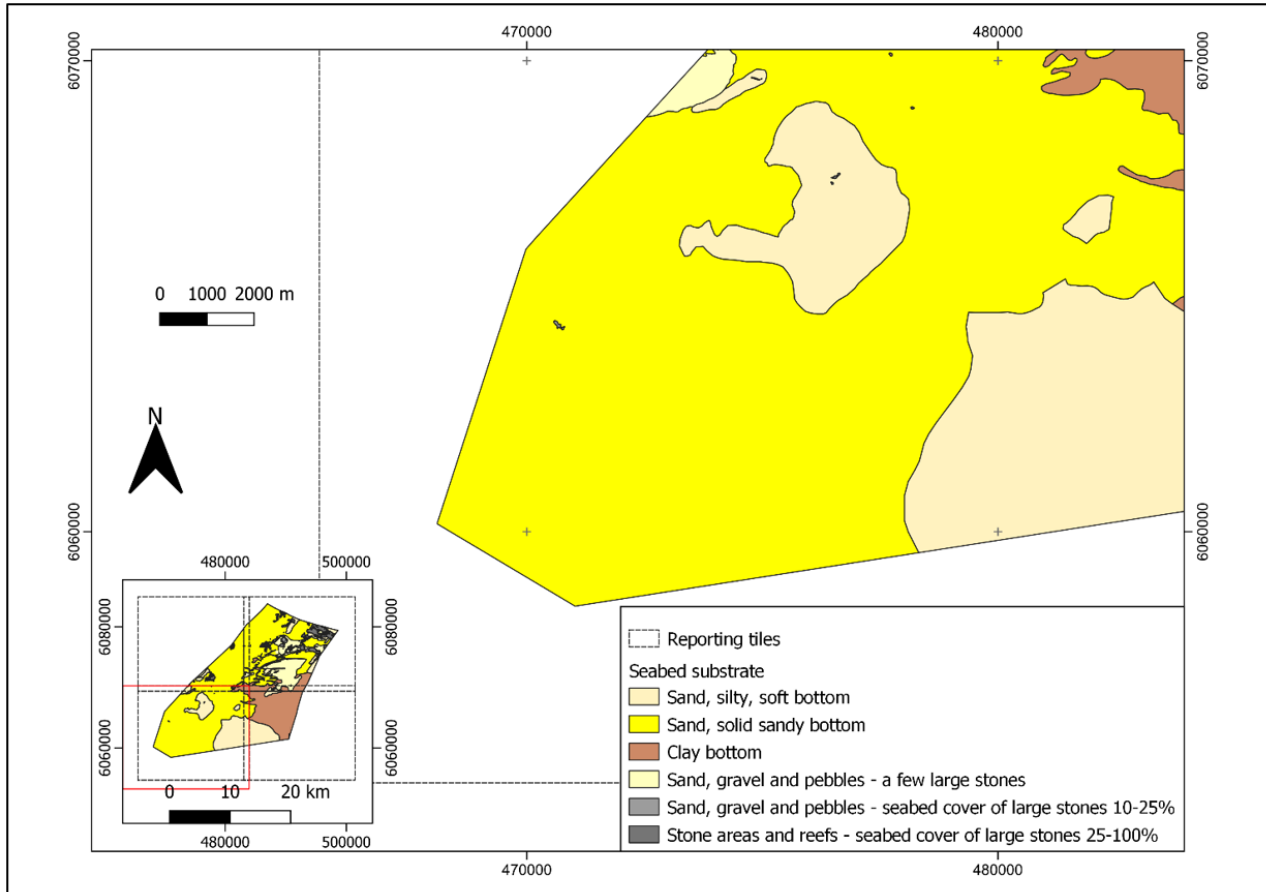 470000 480000
6070000 6070000
0 1000 2000 m
N
6060000 6060000
480000 500000
6080000 6080000
6060000 6060000
0 10 20 km
480000 500000
Reporting tiles
Seabed substrate
Sand, silty, soft bottom
Sand, solid sandy bottom
Clay bottom
Sand, gravel and pebbles - a few large stones
Sand, gravel and pebbles - seabed cover of large stones 10-25%
Stone areas and reefs - seabed cover of large stones 25-100%
470000 480000